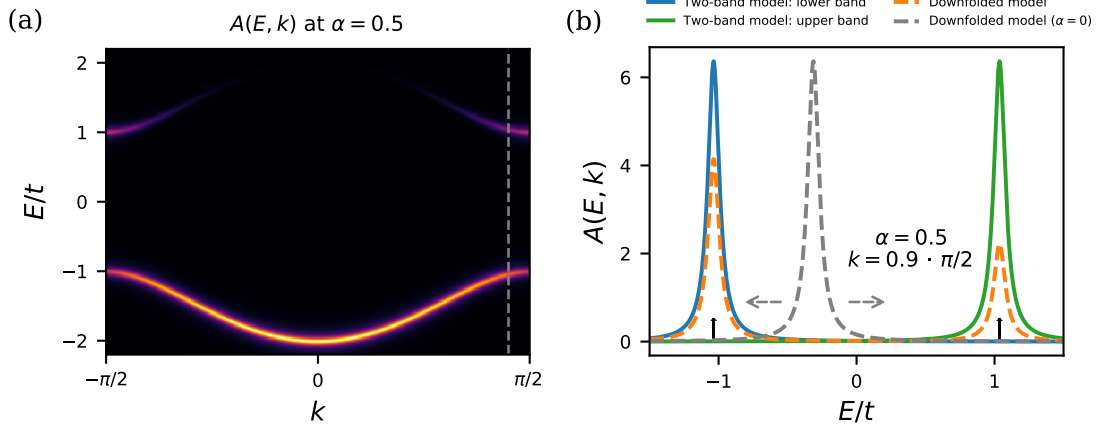 (a)
A(E, k) at α = 0.5
E/t
2
1
0
−1
−2
−π/2
0
π/2
k
(b)
Two-band model: lower band
Two-band model: upper band
Downfolded model
Downfolded model (α = 0)
A(E, k)
6
4
2
0
α = 0.5
k = 0.9 · π/2
−1
0
1
E/t